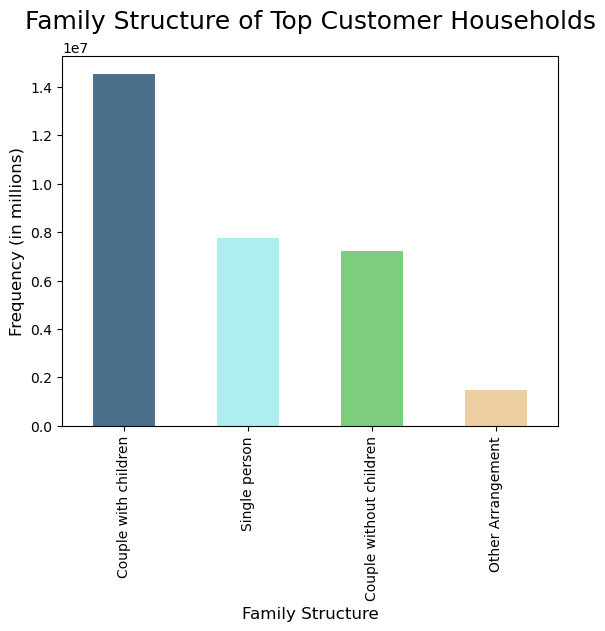 Family Structure of Top Customer Households
1e7
1.4
1.2
1.0
0.8
0.6
0.4
0.2
0.0
Frequency (in millions)
Couple with children
Single person
Couple without children
Other Arrangement
Family Structure